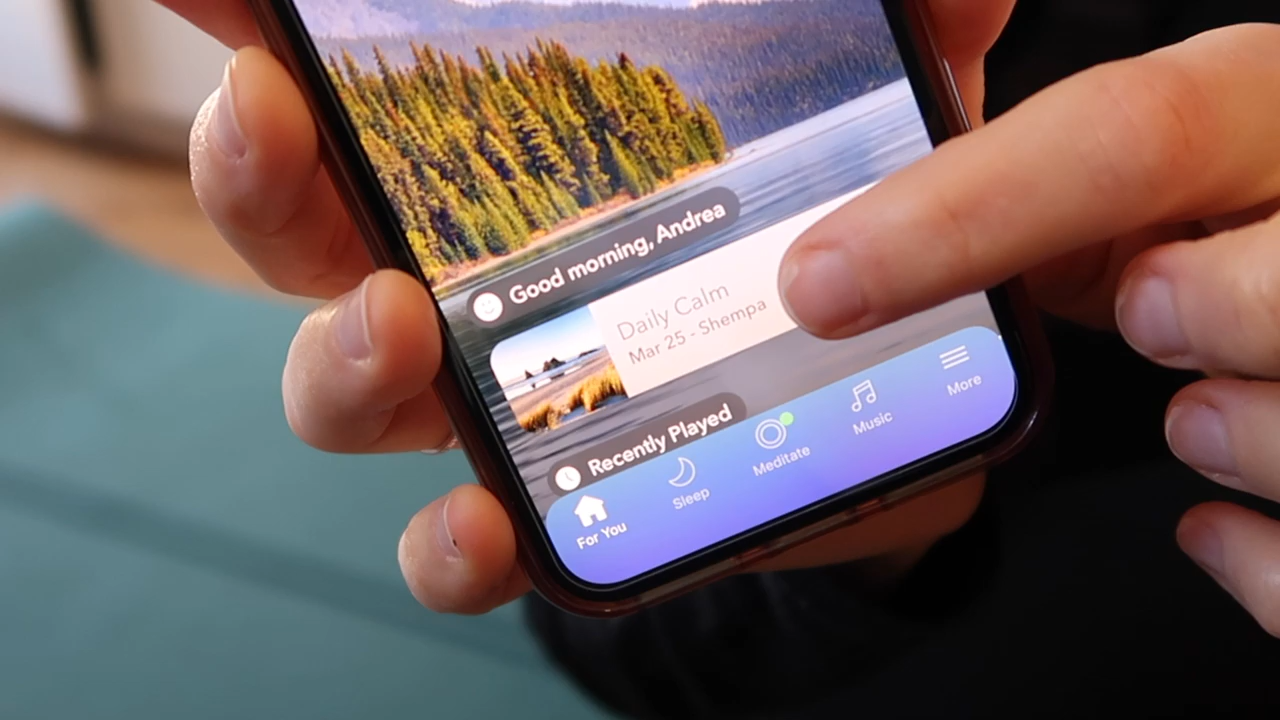 Good morning, Andrea
Daily Calm
Mar 25 - Shempa
Recently Played
For You
Sleep
Meditate
Music
More